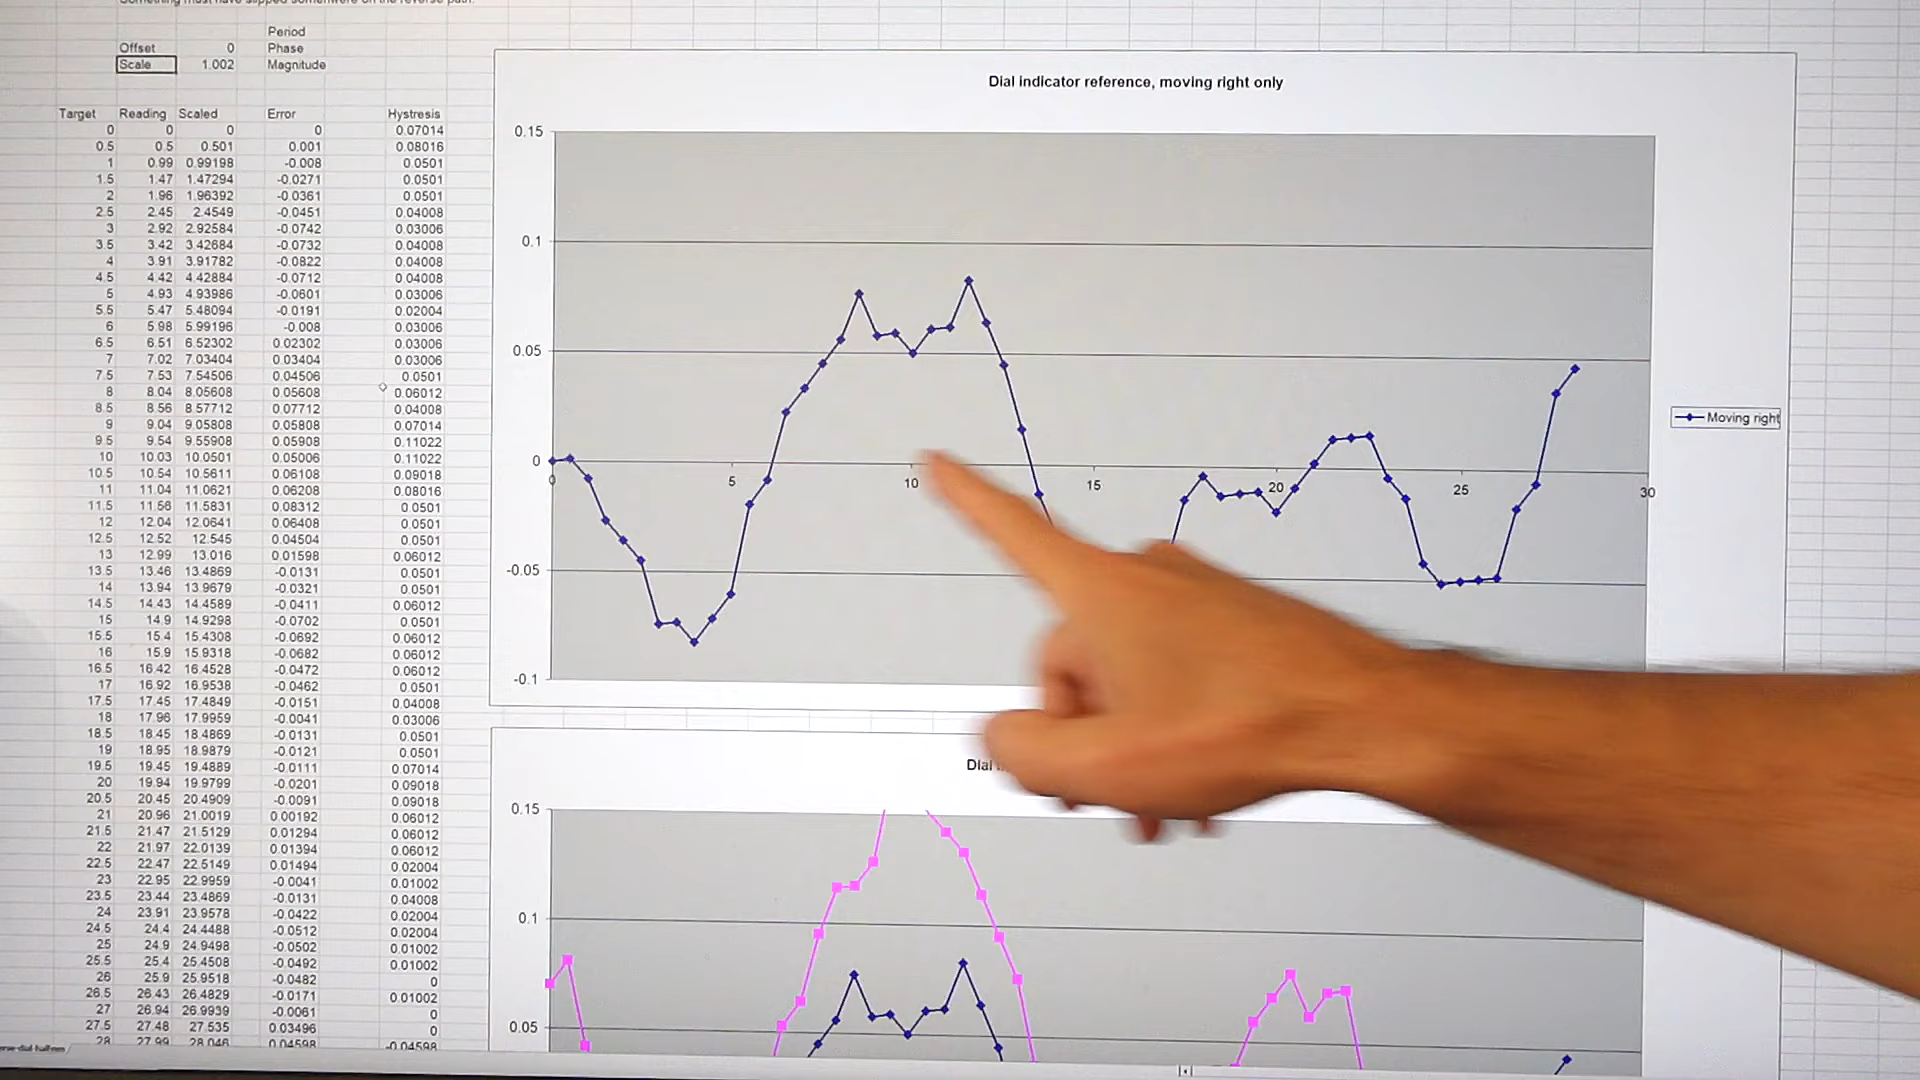 Something must have slipped somewhere on the reverse path.
Period
Offset 0 Phase
Scale 1.002 Magnitude
Target Reading Scaled Error Hystresis
0 0 0 0 0.07014
0.5 0.5 0.501 0.001 0.08016
1 0.99 0.99198 -0.008 0.0501
1.5 1.47 1.47294 -0.0271 0.0501
2 1.96 1.96392 -0.0361 0.0501
2.5 2.45 2.4549 -0.0451 0.04008
3 2.92 2.92584 -0.0742 0.03006
3.5 3.42 3.42684 -0.0732 0.04008
4 3.91 3.91782 -0.0822 0.04008
4.5 4.42 4.42884 -0.0712 0.04008
5 4.93 4.93986 -0.0601 0.03006
5.5 5.47 5.48094 -0.0191 0.02004
6 5.98 5.99196 -0.008 0.03006
6.5 6.51 6.52302 0.02302 0.03006
7 7.02 7.03404 0.03404 0.03006
7.5 7.53 7.54506 0.04506 0.0501
8 8.04 8.05608 0.05608 0.06012
8.5 8.56 8.57712 0.07712 0.04008
9 9.04 9.05808 0.05808 0.07014
9.5 9.54 9.55908 0.05908 0.11022
10 10.03 10.0501 0.05006 0.11022
10.5 10.54 10.5611 0.06108 0.09018
11 11.04 11.0621 0.06208 0.08016
11.5 11.56 11.5831 0.08312 0.0501
12 12.04 12.0641 0.06408 0.0501
12.5 12.52 12.545 0.04504 0.0501
13 12.99 13.016 0.01598 0.06012
13.5 13.46 13.4869 -0.0131 0.0501
14 13.94 13.9679 -0.0321 0.0501
14.5 14.43 14.4589 -0.0411 0.06012
15 14.9 14.9298 -0.0702 0.0501
15.5 15.4 15.4308 -0.0692 0.06012
16 15.9 15.9318 -0.0682 0.06012
16.5 16.42 16.4528 -0.0472 0.06012
17 16.92 16.9538 -0.0462 0.0501
17.5 17.45 17.4849 -0.0151 0.04008
18 17.96 17.9959 -0.0041 0.03006
18.5 18.45 18.4869 -0.0131 0.0501
19 18.95 18.9879 -0.0121 0.0501
19.5 19.45 19.4889 -0.0111 0.07014
20 19.94 19.9799 -0.0201 0.09018
20.5 20.45 20.4909 -0.0091 0.09018
21 20.96 21.0019 0.00192 0.06012
21.5 21.47 21.5129 0.01294 0.06012
22 21.97 22.0139 0.01394 0.06012
22.5 22.47 22.5149 0.01494 0.02004
23 22.95 22.9959 -0.0041 0.01002
23.5 23.44 23.4869 -0.0131 0.04008
24 23.91 23.9578 -0.0422 0.02004
24.5 24.4 24.4488 -0.0512 0.02004
25 24.9 24.9498 -0.0502 0.01002
25.5 25.4 25.4508 -0.0492 0.01002
26 25.9 25.9518 -0.0482 0
26.5 26.43 26.4829 -0.0171 0.01002
27 26.94 26.9939 -0.0061 0
27.5 27.48 27.535 0.03496 0
28 27.99 28.046 0.04598 -0.04598
Dial indicator reference, moving right only
0.15
0.1
0.05
0
-0.05
-0.1
0 5 10 15 20 25 30
Moving right
Dial
0.15
0.1
0.05